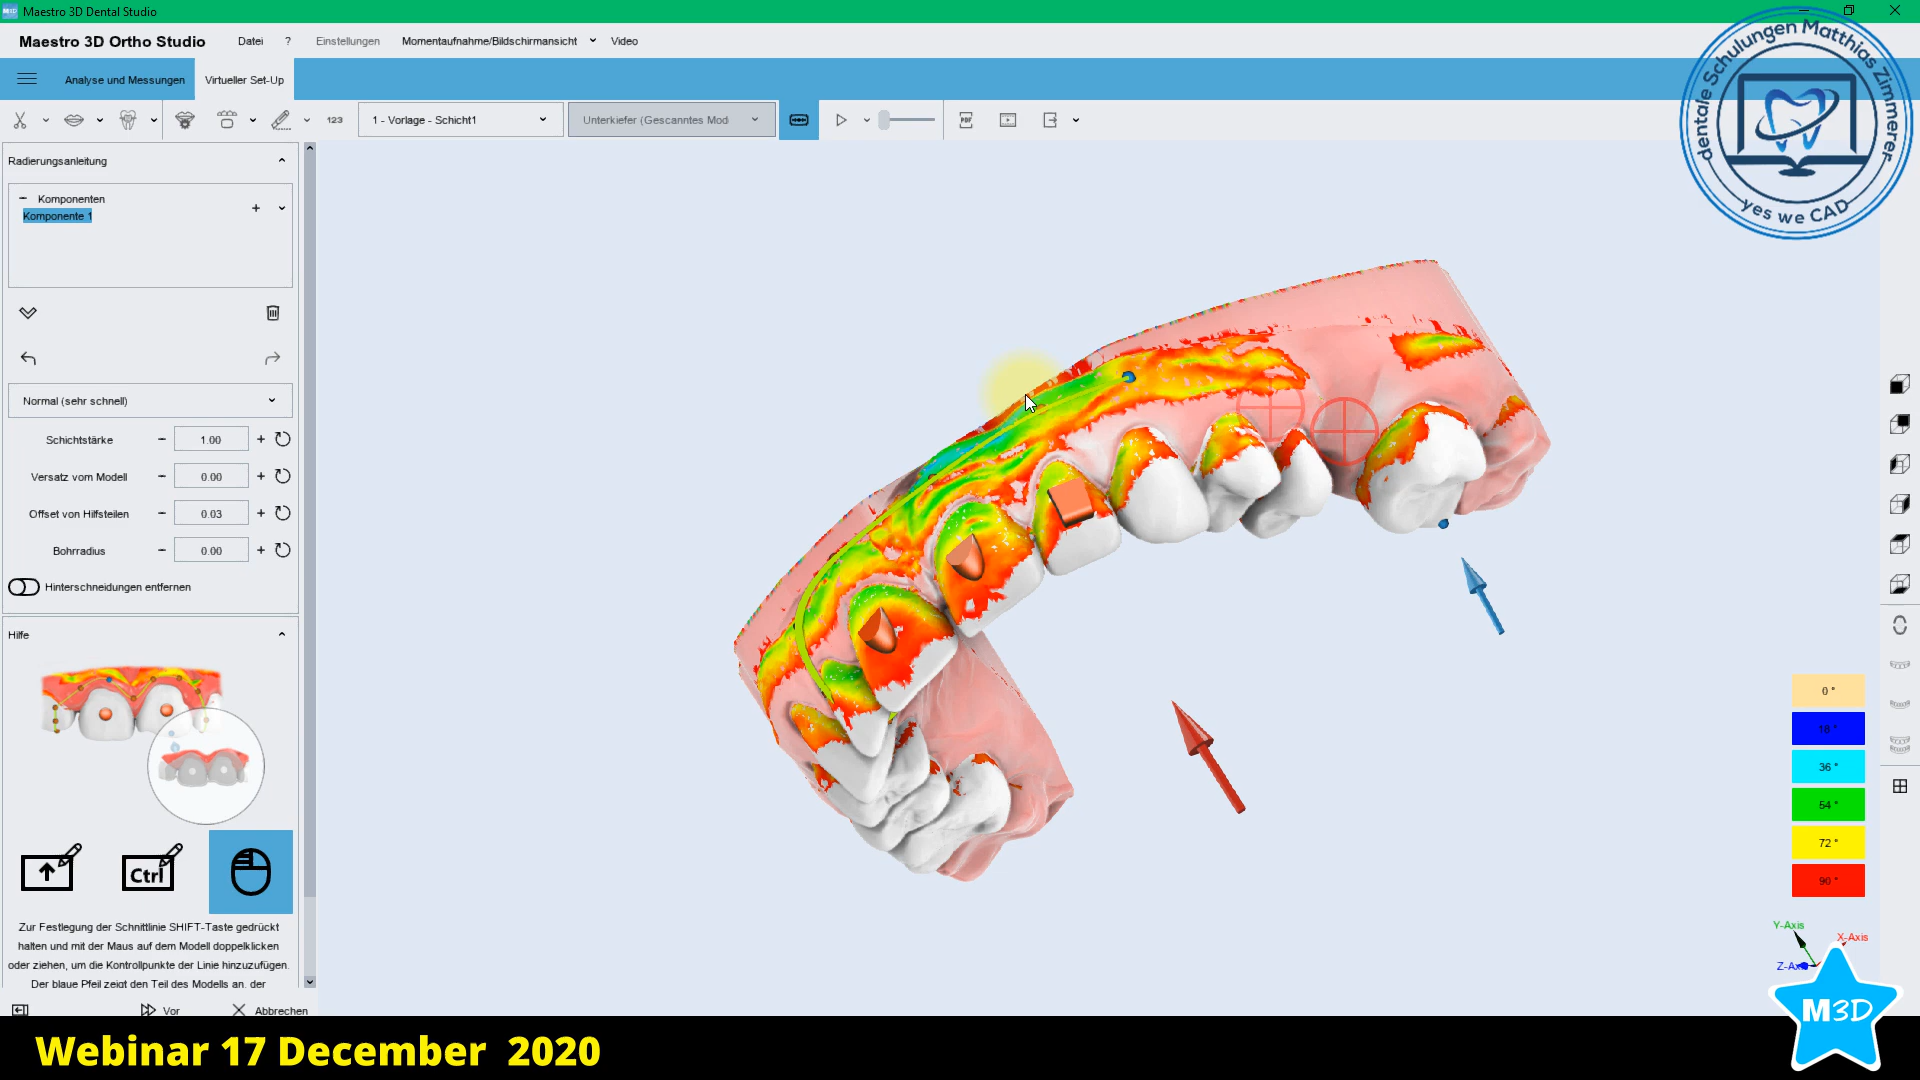 Maestro 3D Dental Studio
Maestro 3D Ortho Studio
Datei
?
Einstellungen
Momentaufnahme/Bildschirmansicht
Video
Analyse und Messungen
Virtueller Set-Up
123
1 - Vorlage - Schicht1
Unterkiefer (Gescanntes Mod
PDF
dentale Schulungen Matthias Zimmerer
yes we CAD
Radierungsanleitung
Komponenten
Komponente 1
Normal (sehr schnell)
Schichtstärke
1.00
Versatz vom Modell
0.00
Offset von Hilfsteilen
0.03
Bohrradius
0.00
Hinterschneidungen entfernen
Hilfe
Ctrl
Zur Festlegung der Schnittlinie SHIFT-Taste gedrückt
halten und mit der Maus auf dem Modell doppelklicken
oder ziehen, um die Kontrollpunkte der Linie hinzuzufügen.
Der blaue Pfeil zeigt den Teil des Modells an, der
Vor
Abbrechen
0 °
18 °
36 °
54 °
72 °
90 °
Y-Axis
X-Axis
Z-A
M3D
Webinar 17 December 2020